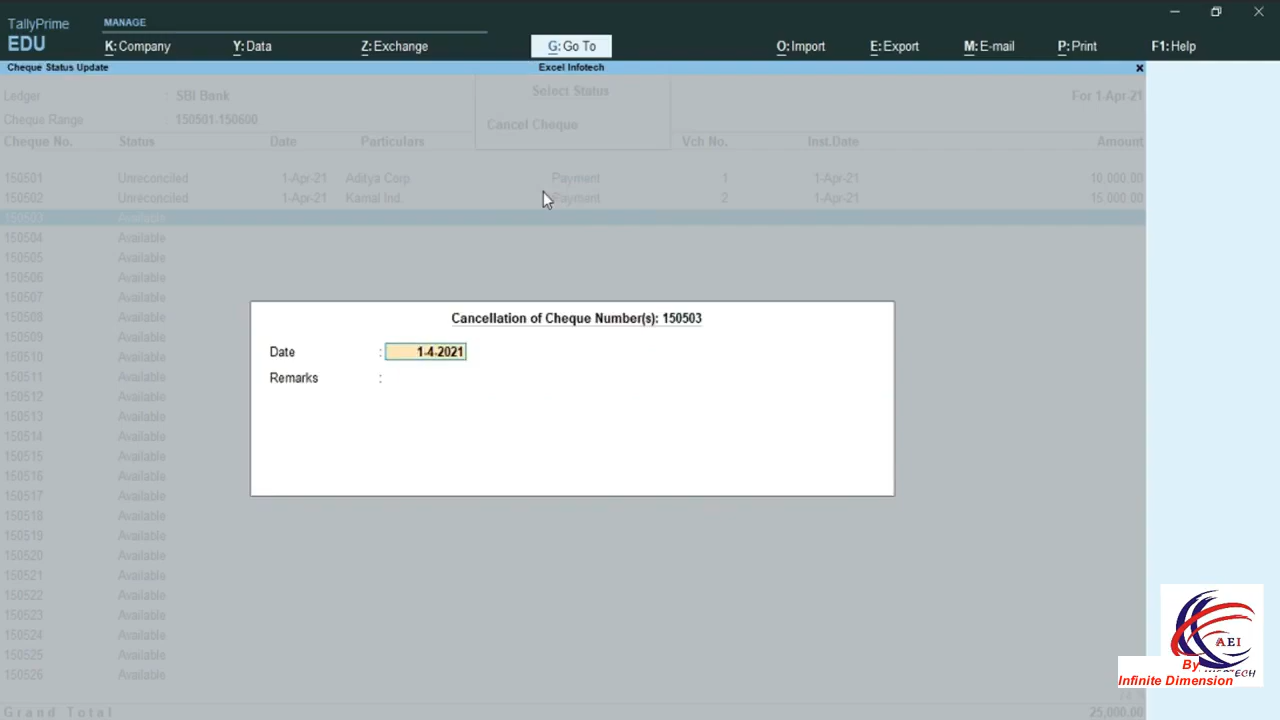 TallyPrime
EDU
MANAGE
K: Company
Y: Data
Z: Exchange
G: Go To
O: Import
E: Export
M: E-mail
P: Print
F1: Help
Cheque Status Update
Excel Infotech
Ledger : SBI Bank
Select Status
For 1-Apr-21
Cheque Range : 150501-150600
Cancel Cheque
Cheque No. Status Date Particulars Vch No. Inst.Date Amount
150501 Unreconciled 1-Apr-21 Aditya Corp. Payment 1 1-Apr-21 10,000.00
150502 Unreconciled 1-Apr-21 Kamal Ind. Payment 2 1-Apr-21 15,000.00
150503 Available
150504 Available
150505 Available
150506 Available
150507 Available
150508 Available
150509 Available
150510 Available
150511 Available
150512 Available
150513 Available
150514 Available
150515 Available
150516 Available
150517 Available
150518 Available
150519 Available
150520 Available
150521 Available
150522 Available
150523 Available
150524 Available
150525 Available
150526 Available
Cancellation of Cheque Number(s): 150503
Date : 1-4-2021
Remarks :
Grand Total 25,000.00
AEI
By
Infinite Dimension